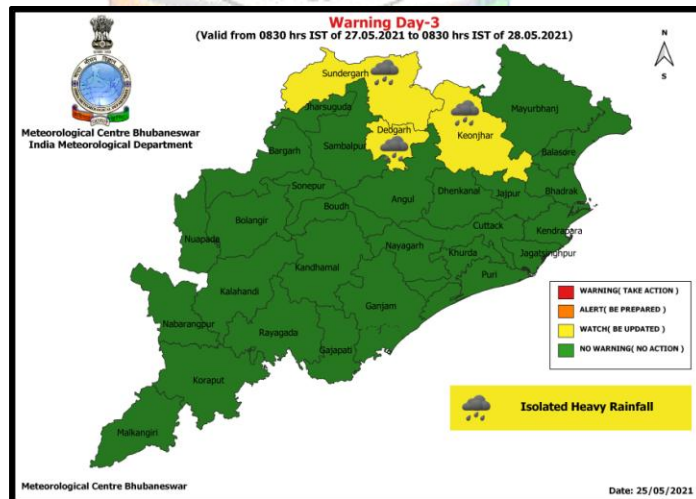 Warning Day-3
(Valid from 0830 hrs IST of 27.05.2021 to 0830 hrs IST of 28.05.2021)
N
Meteorological Centre Bhubaneswar
India Meteorological Department
Sundergarh
Jharsuguda
Mayurbhanj
Deogarh
Keonjhar
Sambalpur
Bargarh
Balasore
Sonepur
Angul
Dhenkanal
Jajpur
Bhadrak
Boudh
Bolangir
Cuttack
Kendrapara
Nuapada
Nayagarh
Khurda
Jagatsinghpur
Kandhamal
Puri
Kalahandi
Ganjam
Nabarangpur
Rayagada
Gajapati
Koraput
Malkangiri
WARNING( TAKE ACTION )
ALERT( BE PREPARED )
WATCH( BE UPDATED )
NO WARNING( NO ACTION )
Isolated Heavy Rainfall
Meteorological Centre Bhubaneswar
Date: 25/05/2021